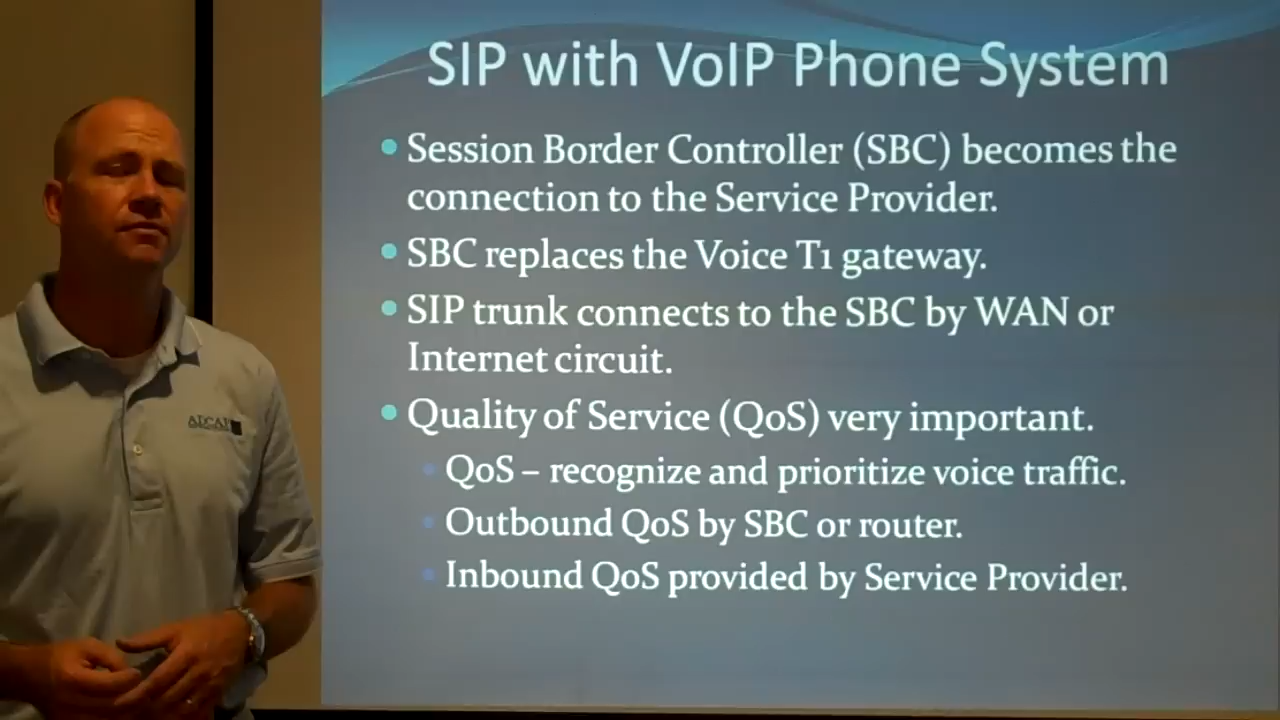 SIP with VoIP Phone System
• Session Border Controller (SBC) becomes the
connection to the Service Provider.
• SBC replaces the Voice T1 gateway.
• SIP trunk connects to the SBC by WAN or
Internet circuit.
• Quality of Service (QoS) very important.
• QoS – recognize and prioritize voice traffic.
• Outbound QoS by SBC or router.
• Inbound QoS provided by Service Provider.
ADCAP